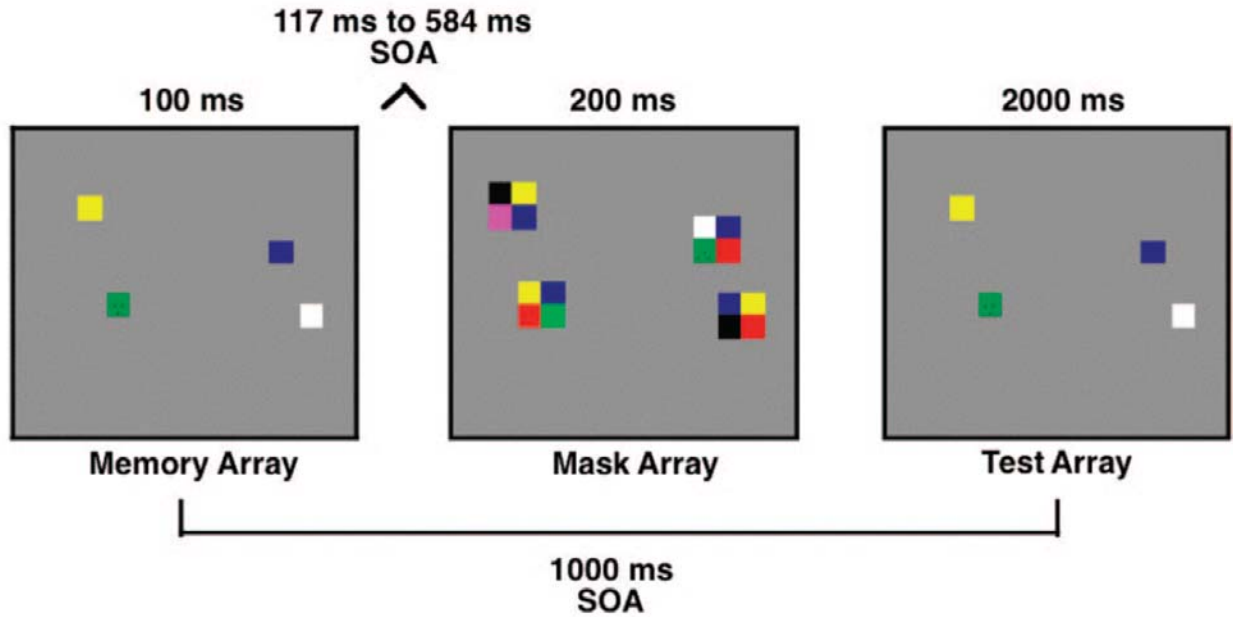 117 ms to 584 ms
SOA
100 ms
200 ms
2000 ms
Memory Array
Mask Array
Test Array
1000 ms
SOA